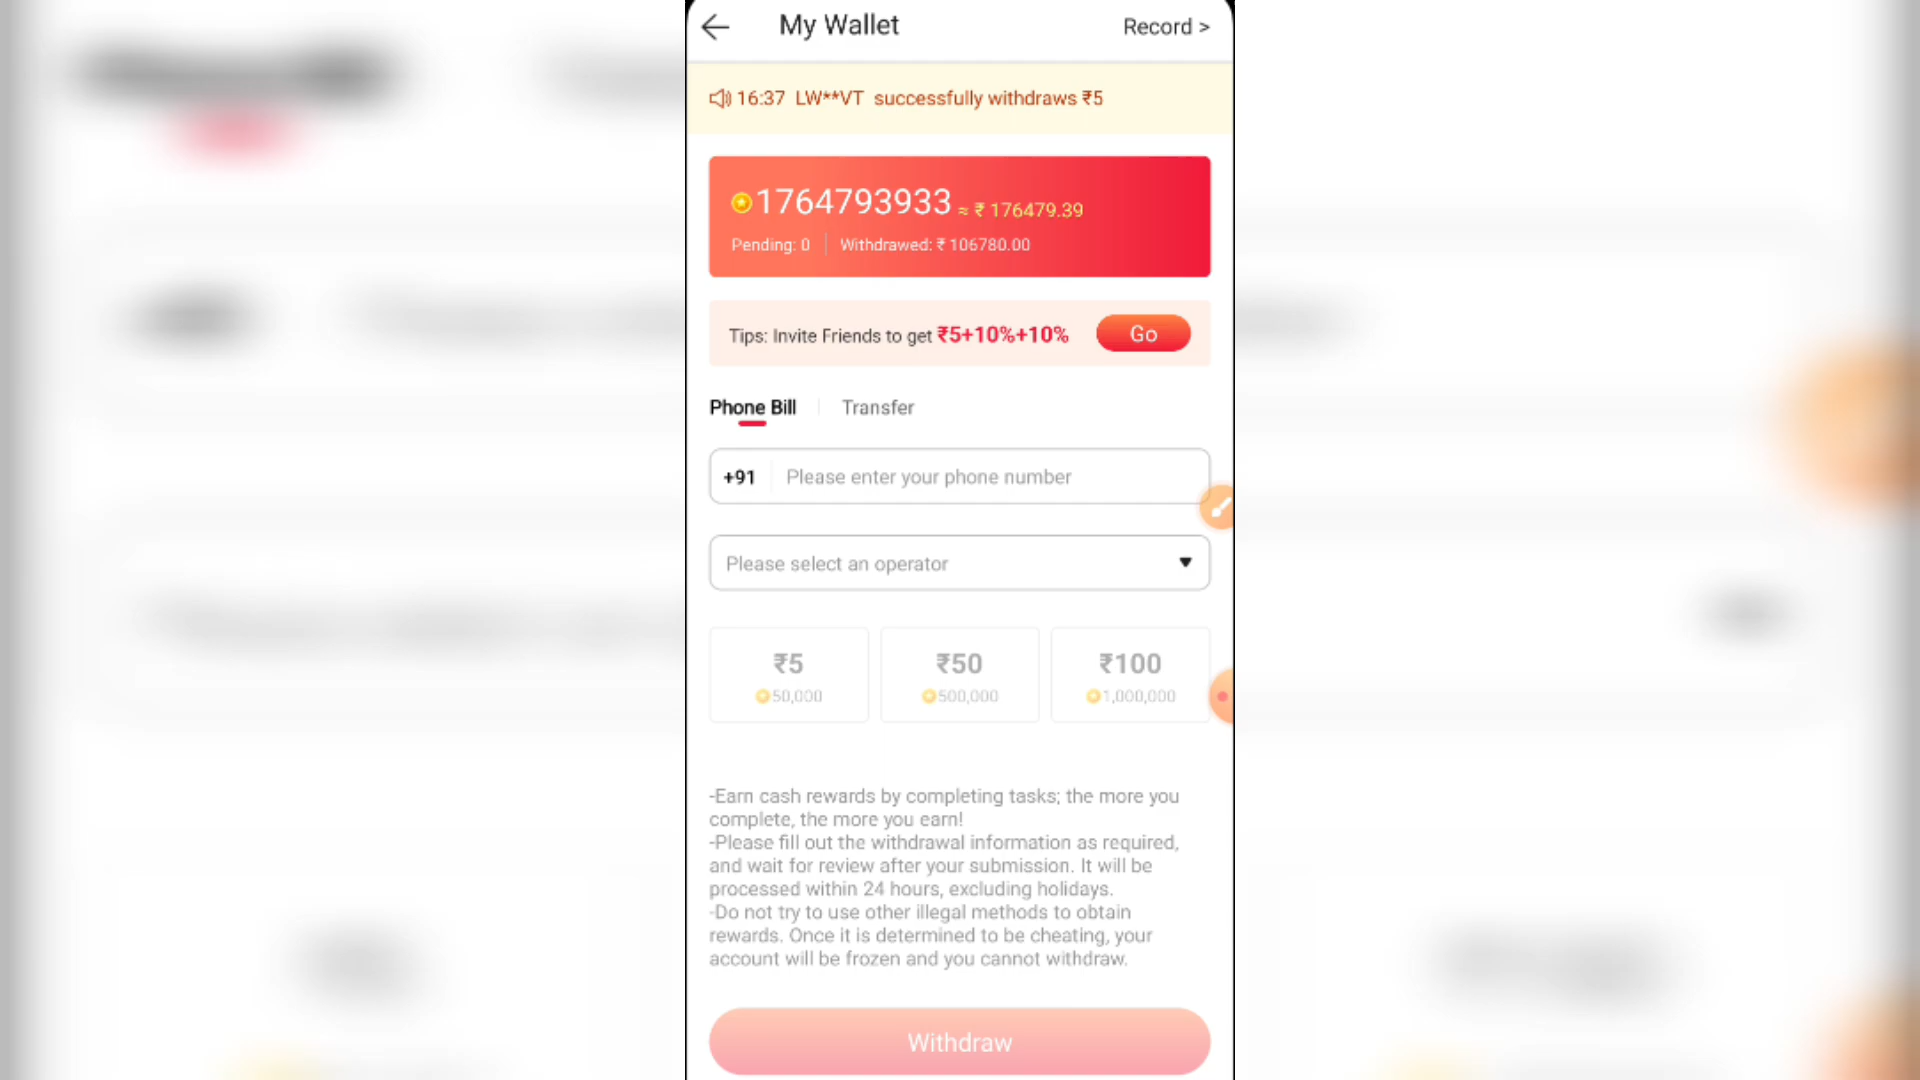 My Wallet
Record >
16:37 LW**VT successfully withdraws ₹5
1764793933 ≈ ₹ 176479.39
Pending: 0
Withdrawed: ₹ 106780.00
Tips: Invite Friends to get ₹5+10%+10%
Go
Phone Bill
Transfer
+91
Please enter your phone number
Please select an operator
₹5
50,000
₹50
500,000
₹100
1,000,000
-Earn cash rewards by completing tasks; the more you
complete, the more you earn!
-Please fill out the withdrawal information as required,
and wait for review after your submission. It will be
processed within 24 hours, excluding holidays.
-Do not try to use other illegal methods to obtain
rewards. Once it is determined to be cheating, your
account will be frozen and you cannot withdraw.
Withdraw